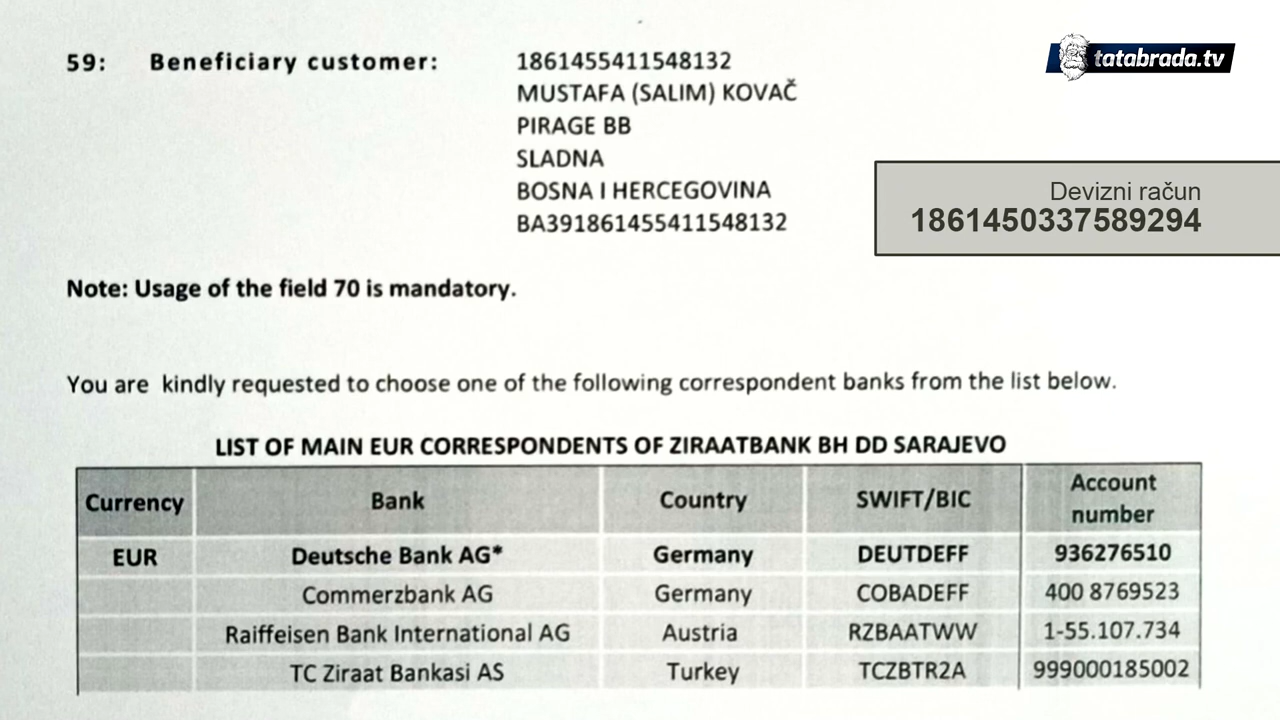 tatabrada.tv
59: Beneficiary customer: 1861455411548132
MUSTAFA (SALIM) KOVAČ
PIRAGE BB
SLADNA
BOSNA I HERCEGOVINA
BA391861455411548132
Devizni račun
1861450337589294
Note: Usage of the field 70 is mandatory.
You are kindly requested to choose one of the following correspondent banks from the list below.
LIST OF MAIN EUR CORRESPONDENTS OF ZIRAATBANK BH DD SARAJEVO
Currency Bank Country SWIFT/BIC Account number
EUR Deutsche Bank AG* Germany DEUTDEFF 936276510
Commerzbank AG Germany COBADEFF 400 8769523
Raiffeisen Bank International AG Austria RZBAATWW 1-55.107.734
TC Ziraat Bankasi AS Turkey TCZBTR2A 999000185002